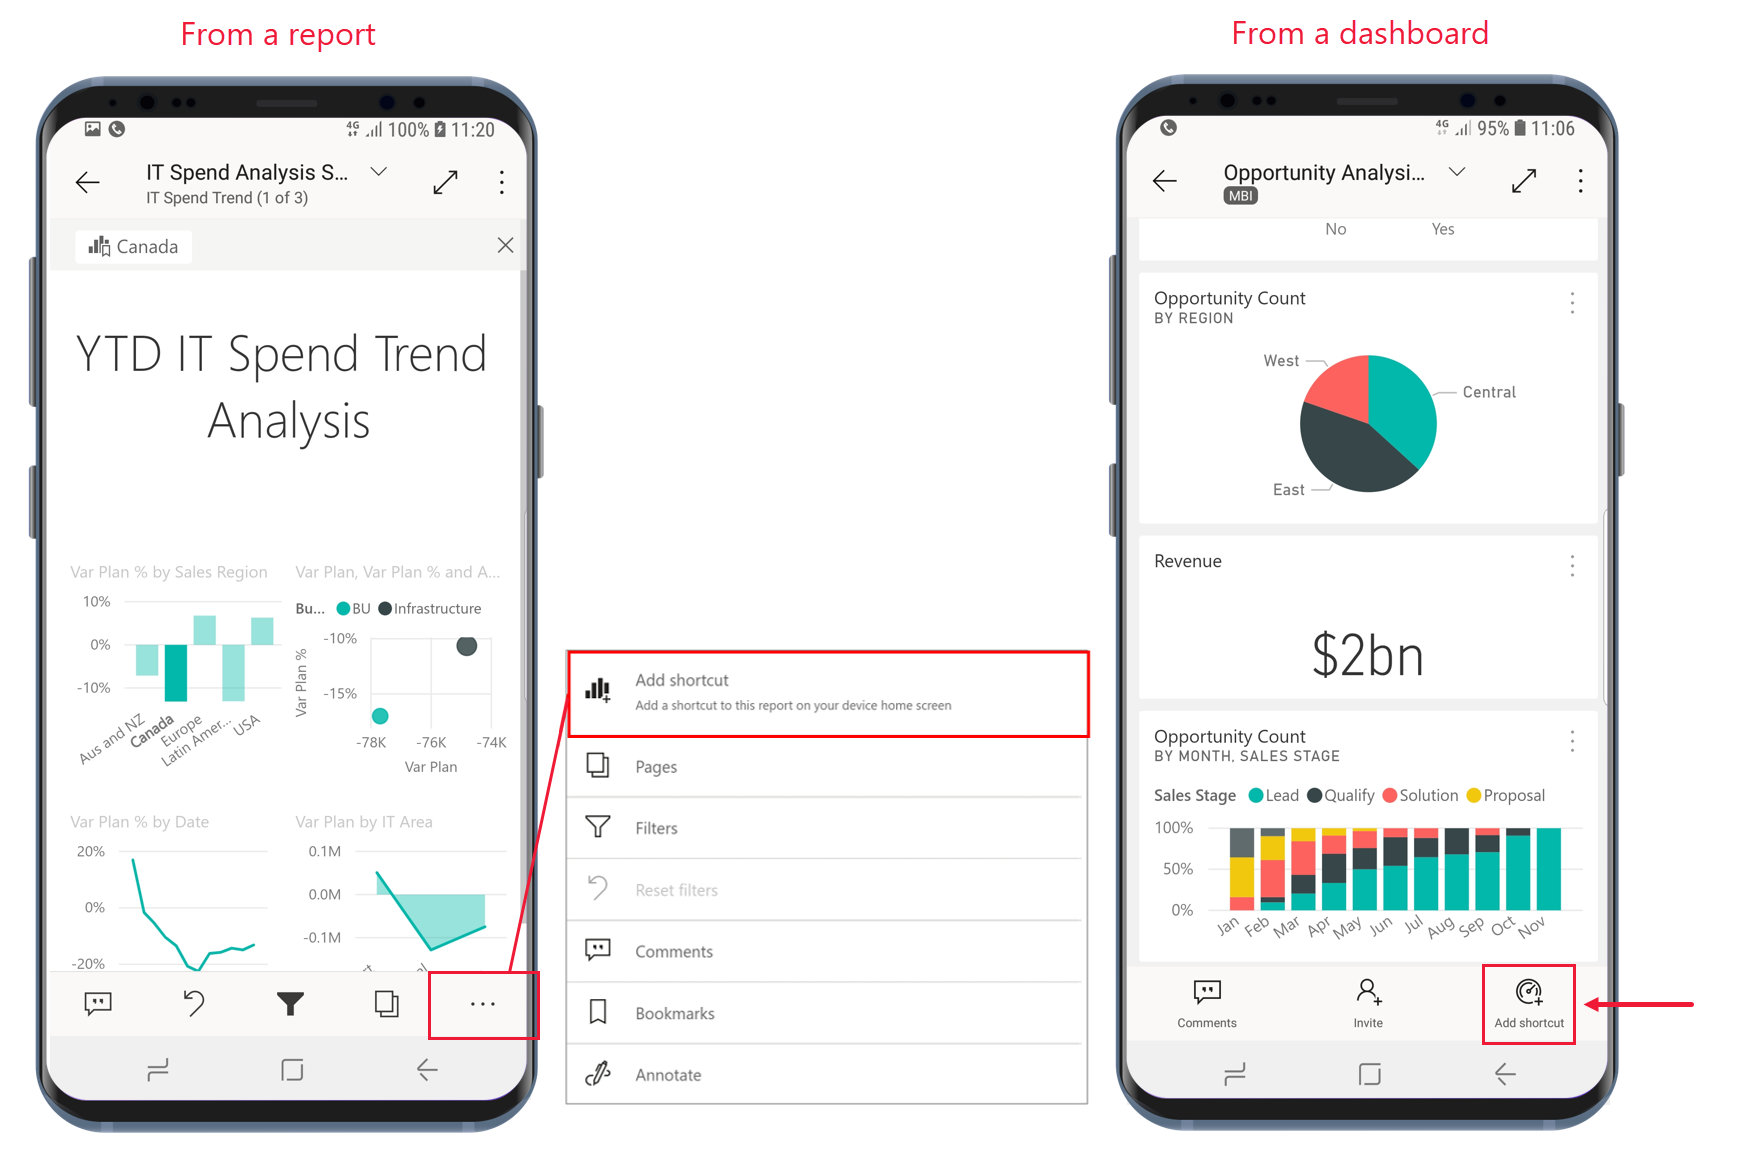 From a report
From a dashboard
4G 100% 11:20
IT Spend Analysis S...
IT Spend Trend (1 of 3)
Canada
YTD IT Spend Trend
Analysis
Var Plan % by Sales Region
10%
0%
-10%
Aus and NZ
Canada
Europe
Latin Amer...
USA
Var Plan, Var Plan % and A...
Bu... BU Infrastructure
Var Plan %
-10%
-15%
-78K -76K -74K
Var Plan
Var Plan % by Date
20%
0%
-20%
Var Plan by IT Area
0.1M
0.0M
-0.1M
Add shortcut
Add a shortcut to this report on your device home screen
Pages
Filters
Reset filters
Comments
Bookmarks
Annotate
4G 95% 11:06
Opportunity Analysi...
MBI
No Yes
Opportunity Count
BY REGION
West
Central
East
Revenue
$2bn
Opportunity Count
BY MONTH, SALES STAGE
Sales Stage Lead Qualify Solution Proposal
100%
50%
0%
Jan Feb Mar Apr May Jun Jul Aug Sep Oct Nov
Comments Invite Add shortcut